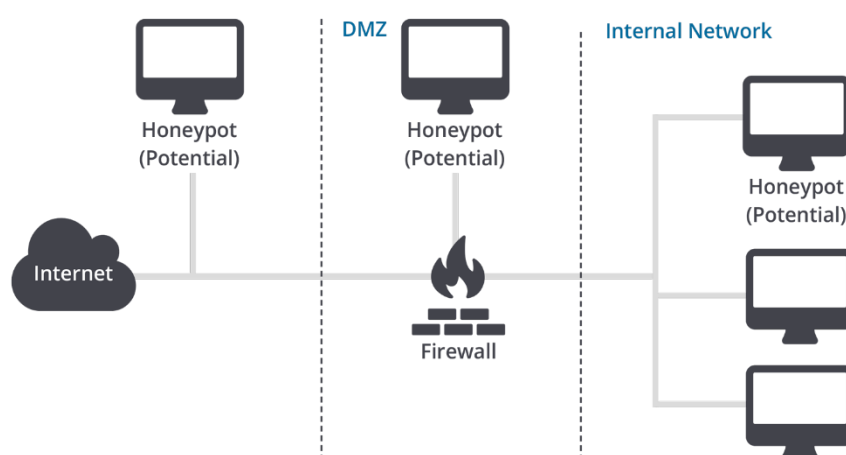 DMZ
Internal Network
Honeypot
(Potential)
Honeypot
(Potential)
Honeypot
(Potential)
Internet
Firewall